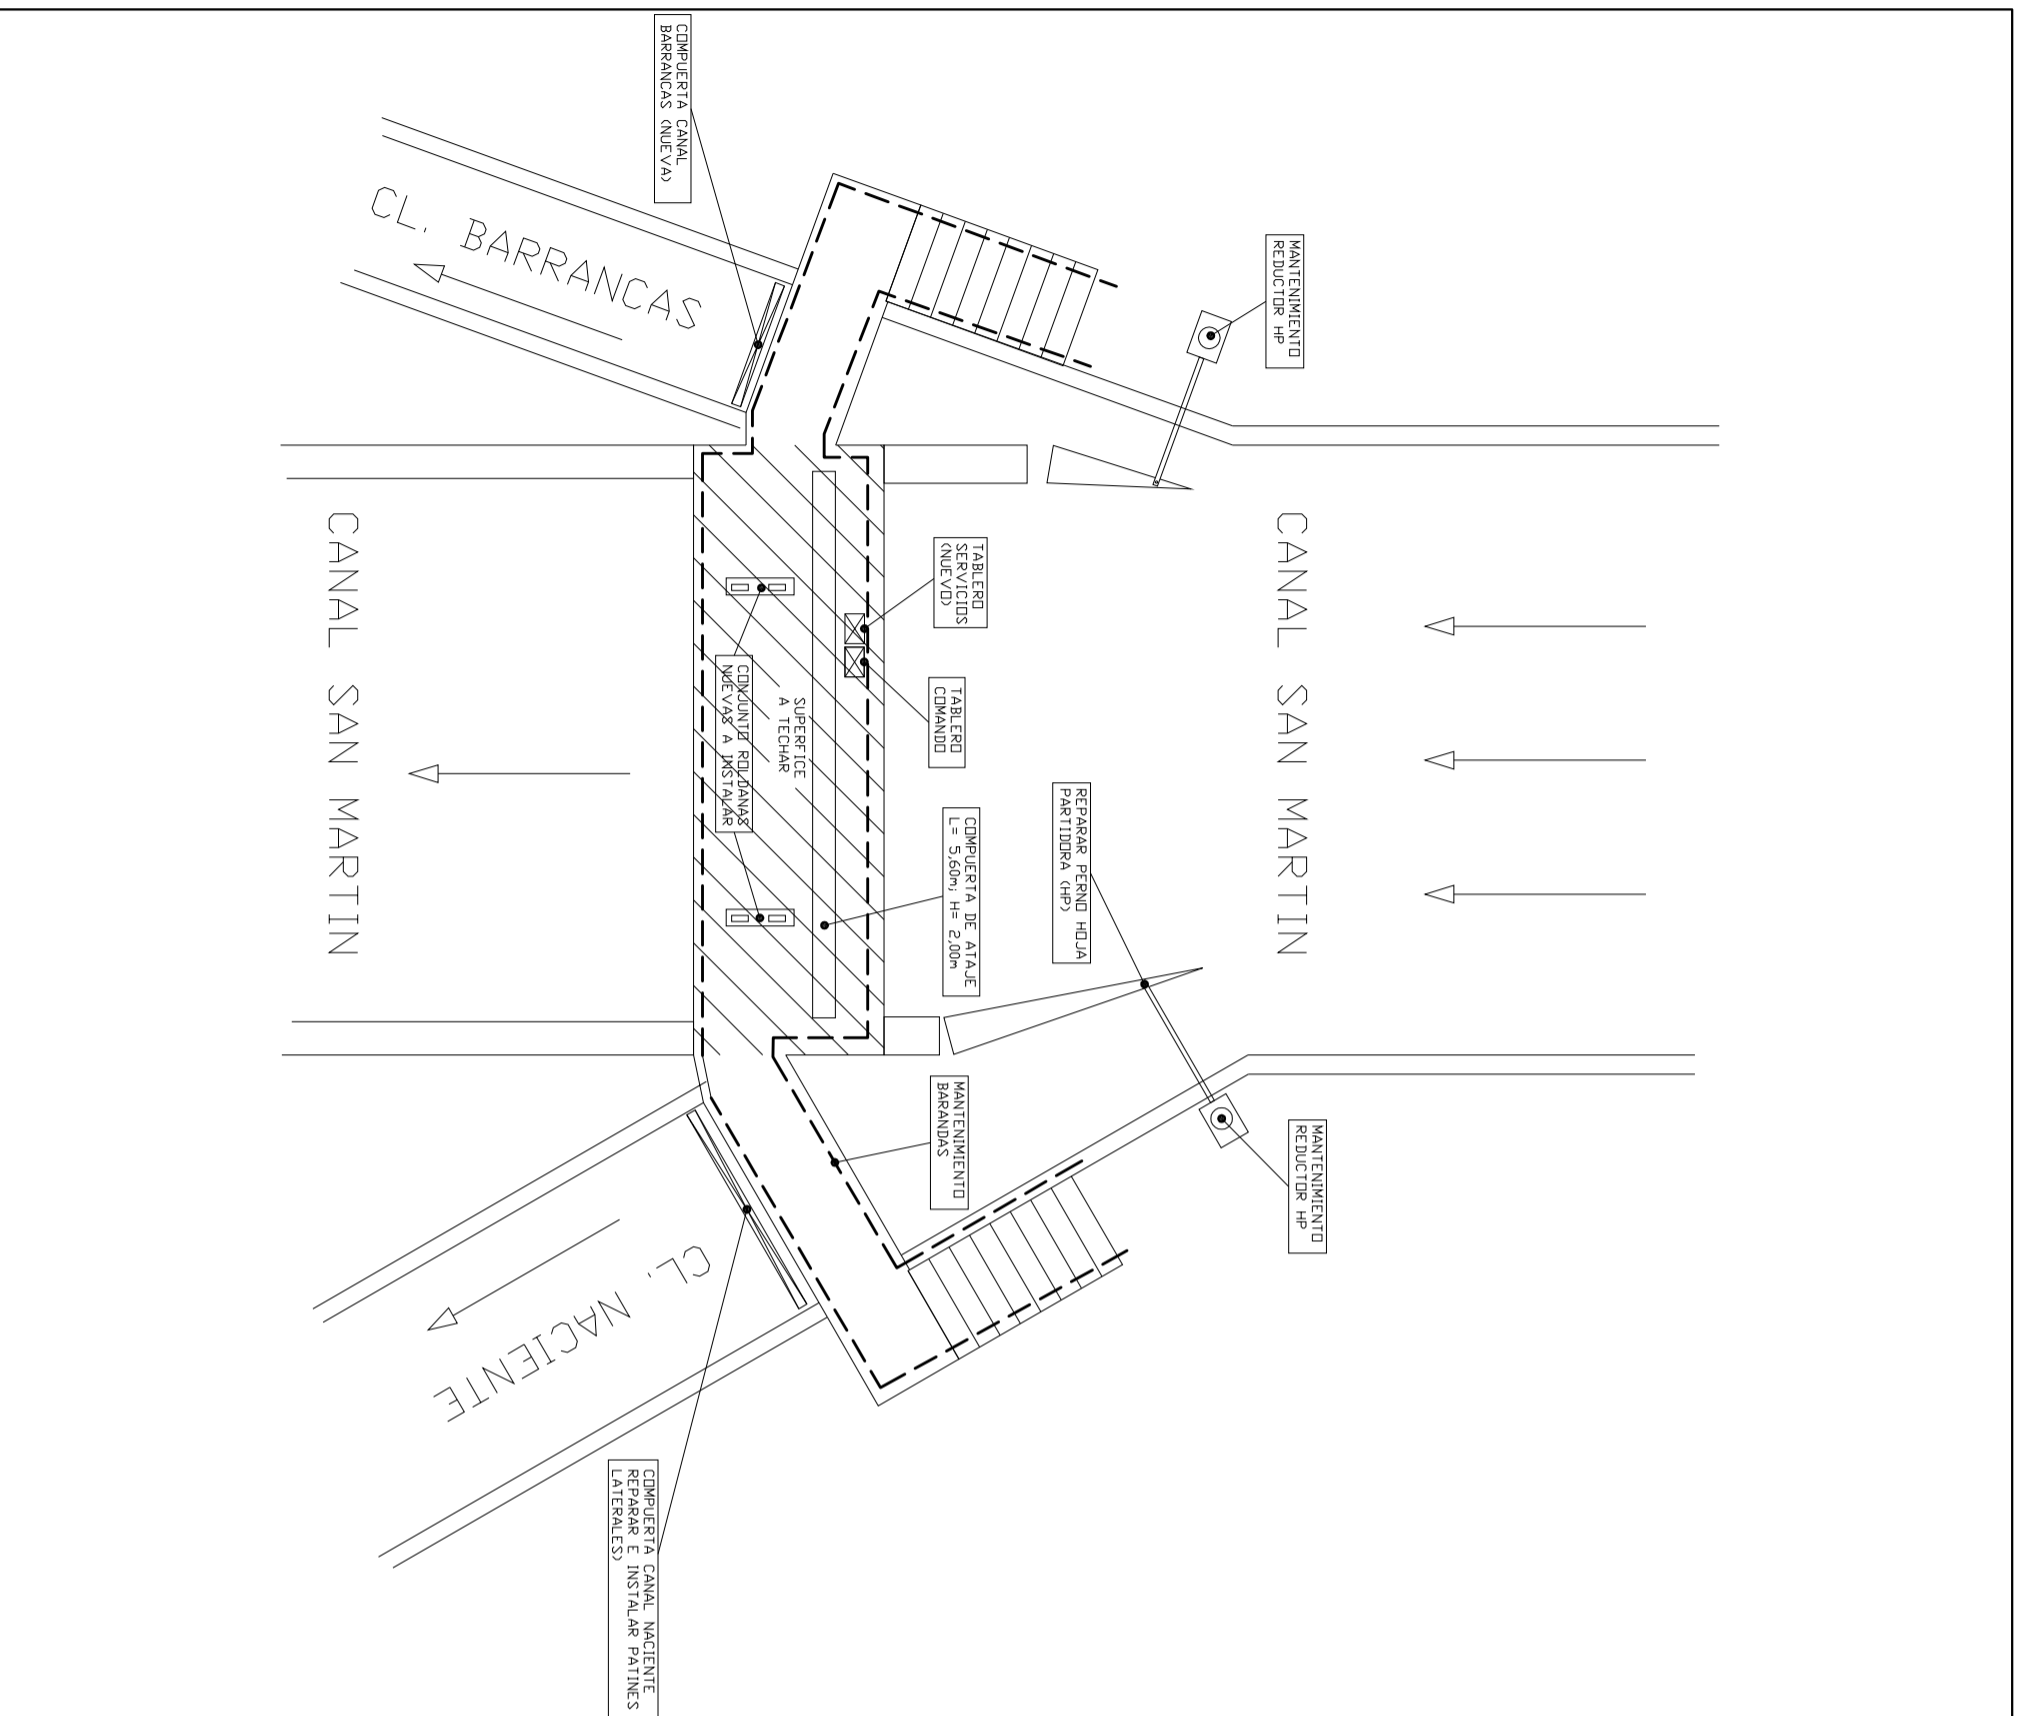 COMPUERTA CANAL
BARRANCAS (NUEVA)
MANTENIMIENTO
REDUCTOR HP
CL. BARRANCAS
CANAL SAN MARTIN
TABLERO
SERVICIOS
(NUEVO)
TABLERO
COMANDO
SUPERFICE
A TECHAR
CONJUNTO ROLDANAS
NUEVAS A INSTALAR
CANAL SAN MARTIN
REPARAR PERNO HOJA
PARTIDORA (HP)
COMPUERTA DE ATAJE
L= 5,60m; H= 2,00m
MANTENIMIENTO
BARANDAS
MANTENIMIENTO
REDUCTOR HP
CL. NACIENTE
COMPUERTA CANAL NACIENTE
REPARAR E INSTALAR PATINES
LATERALES)